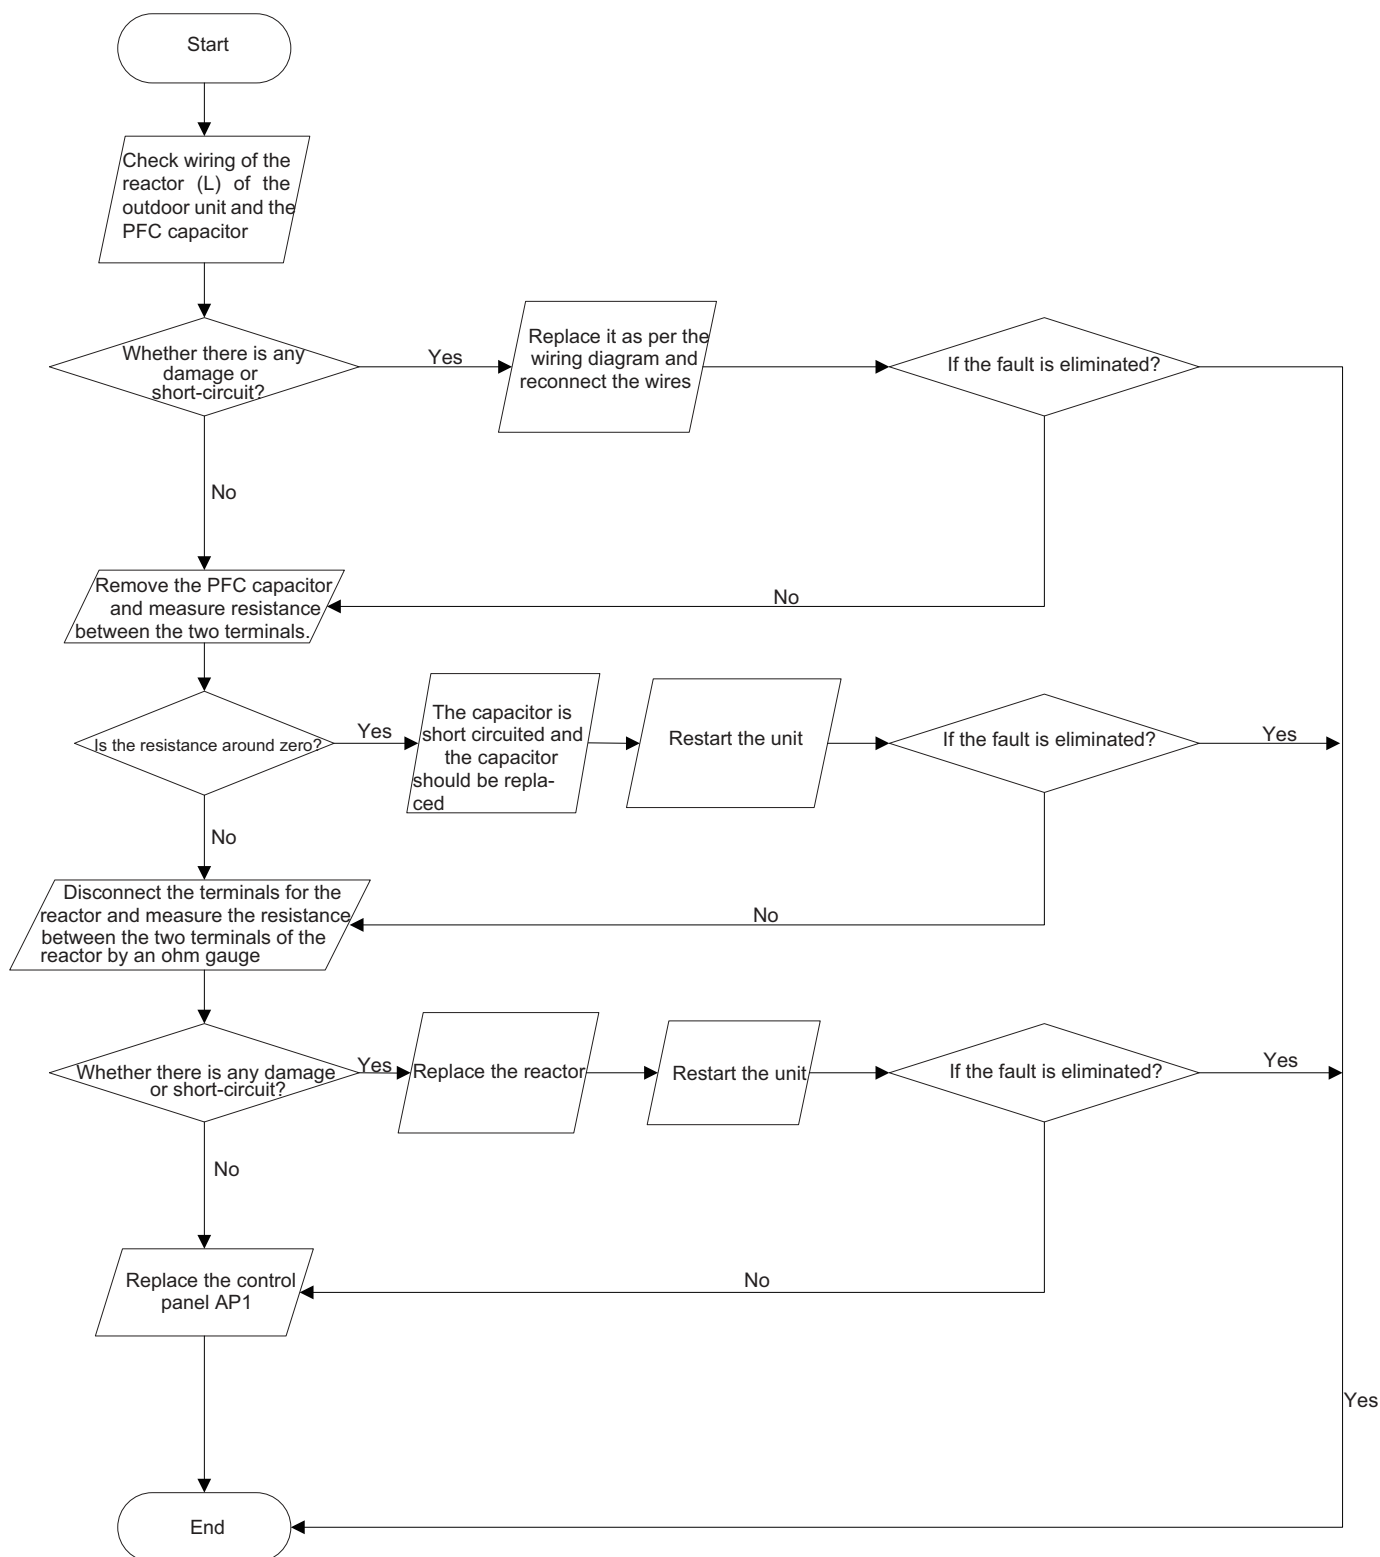 Start
Check wiring of the
reactor (L) of the
outdoor unit and the
PFC capacitor
Whether there is any
damage or
short-circuit?
Yes
Replace it as per the
wiring diagram and
reconnect the wires
If the fault is eliminated?
No
Remove the PFC capacitor
and measure resistance
between the two terminals.
No
Is the resistance around zero?
Yes
The capacitor is
short circuited and
the capacitor
should be repla-
ced
Restart the unit
If the fault is eliminated?
Yes
No
Disconnect the terminals for the
reactor and measure the resistance
between the two terminals of the
reactor by an ohm gauge
No
Whether there is any damage
or short-circuit?
Yes
Replace the reactor
Restart the unit
If the fault is eliminated?
Yes
No
Replace the control
panel AP1
No
Yes
End